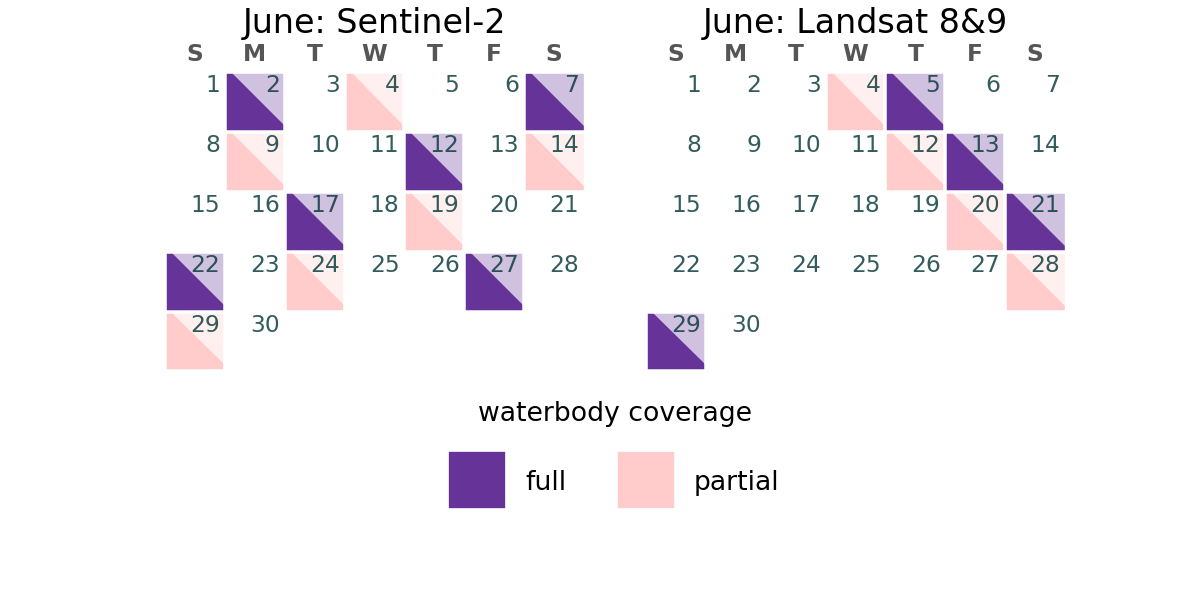 June: Sentinel-2
S M T W T F S
1 2 3 4 5 6 7
8 9 10 11 12 13 14
15 16 17 18 19 20 21
22 23 24 25 26 27 28
29 30
June: Landsat 8&9
S M T W T F S
1 2 3 4 5 6 7
8 9 10 11 12 13 14
15 16 17 18 19 20 21
22 23 24 25 26 27 28
29 30
waterbody coverage
full partial